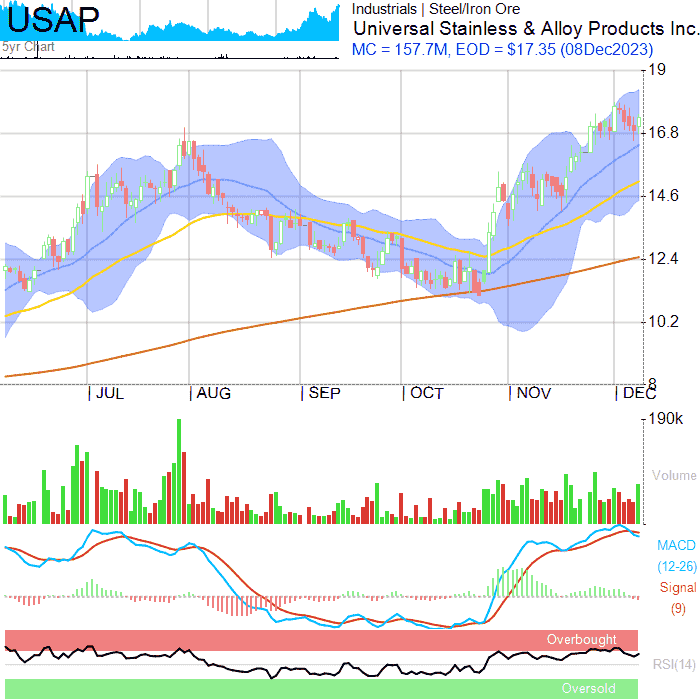 USAP
5yr Chart
Industrials | Steel/Iron Ore
Universal Stainless & Alloy Products Inc.
MC = 157.7M, EOD = $17.35 (08Dec2023)
19
16.8
14.6
12.4
10.2
8
JUL
AUG
SEP
OCT
NOV
DEC
190k
Volume
MACD
(12-26)
Signal
(9)
Overbought
RSI(14)
Oversold